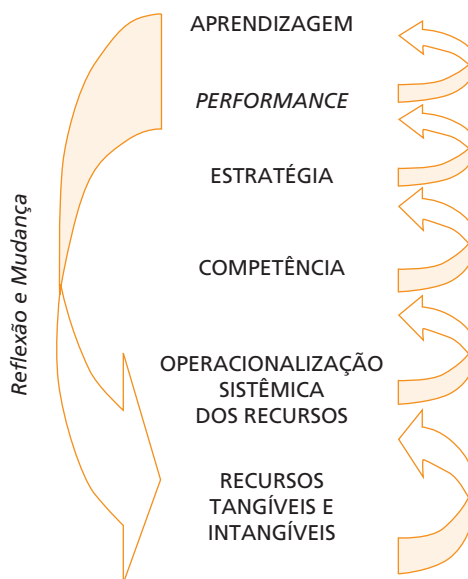 APRENDIZAGEM
PERFORMANCE
ESTRATÉGIA
COMPETÊNCIA
OPERACIONALIZAÇÃO
SISTÊMICA
DOS RECURSOS
RECURSOS
TANGÍVEIS E
INTANGÍVEIS
Reflexão e Mudança